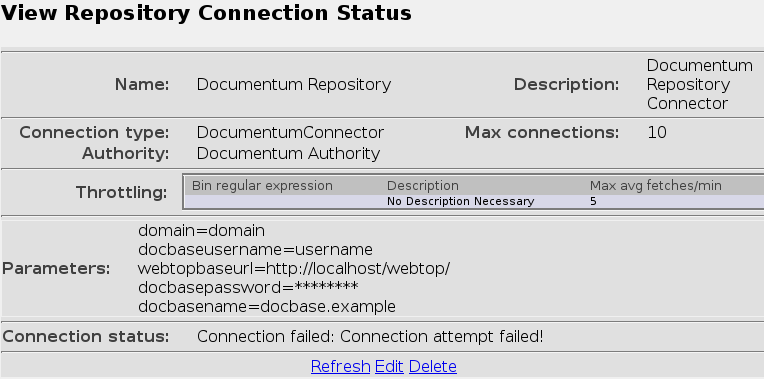 View Repository Connection Status
Name: Documentum Repository Description: Documentum Repository Connector
Connection type: DocumentumConnector Max connections: 10
Authority: Documentum Authority
Throttling: Bin regular expression Description Max avg fetches/min
No Description Necessary 5
Parameters: domain=domain
docbaseusername=username
webtopbaseurl=http://localhost/webtop/
docbasepassword=********
docbasename=docbase.example
Connection status: Connection failed: Connection attempt failed!
Refresh Edit Delete